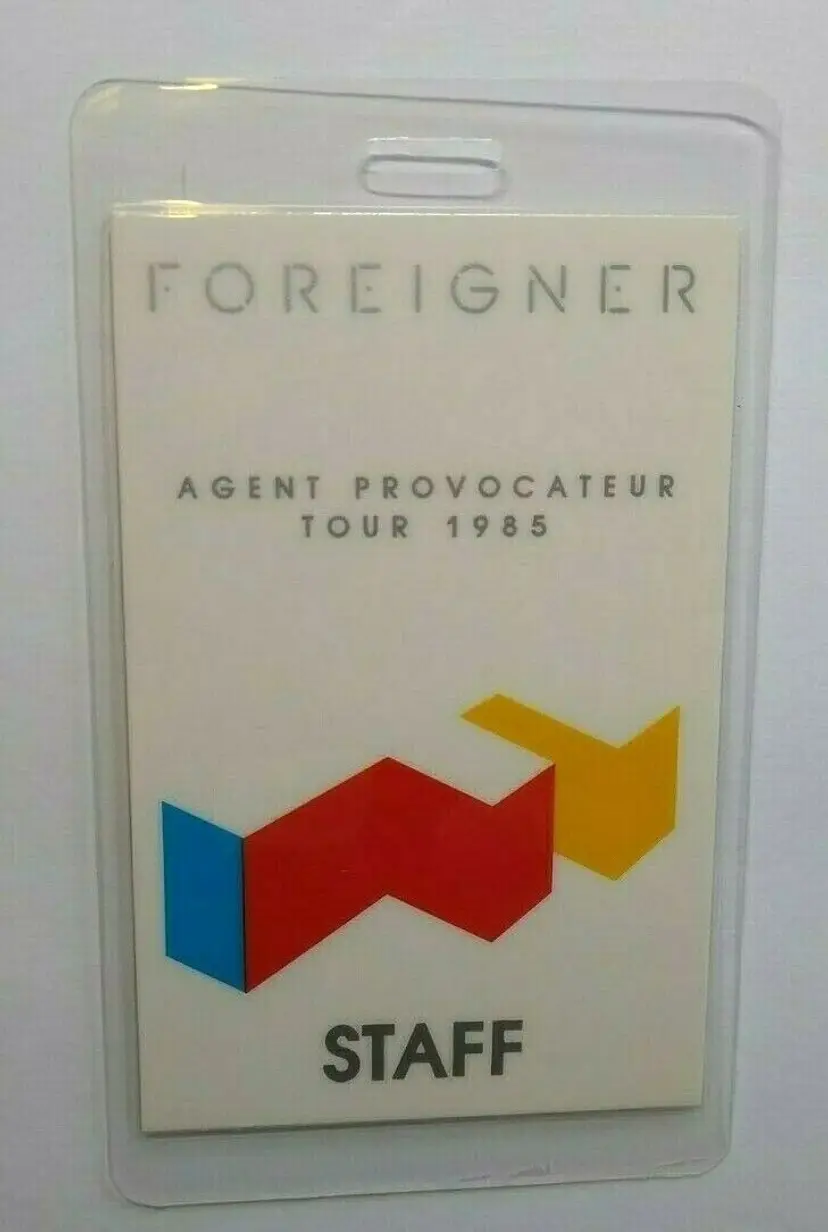 FOREIGNER
AGENT PROVOCATEUR
TOUR 1985
STAFF